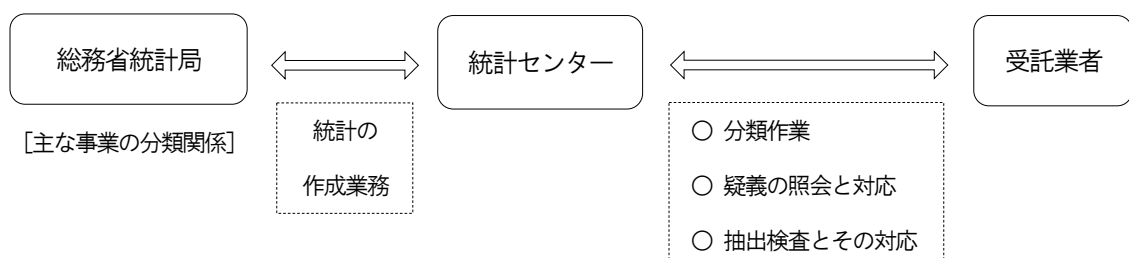 総務省統計局
統計センター
受託業者
[主な事業の分類関係]
統計の
作成業務
○ 分類作業
○ 疑義の照会と対応
○ 抽出検査とその対応